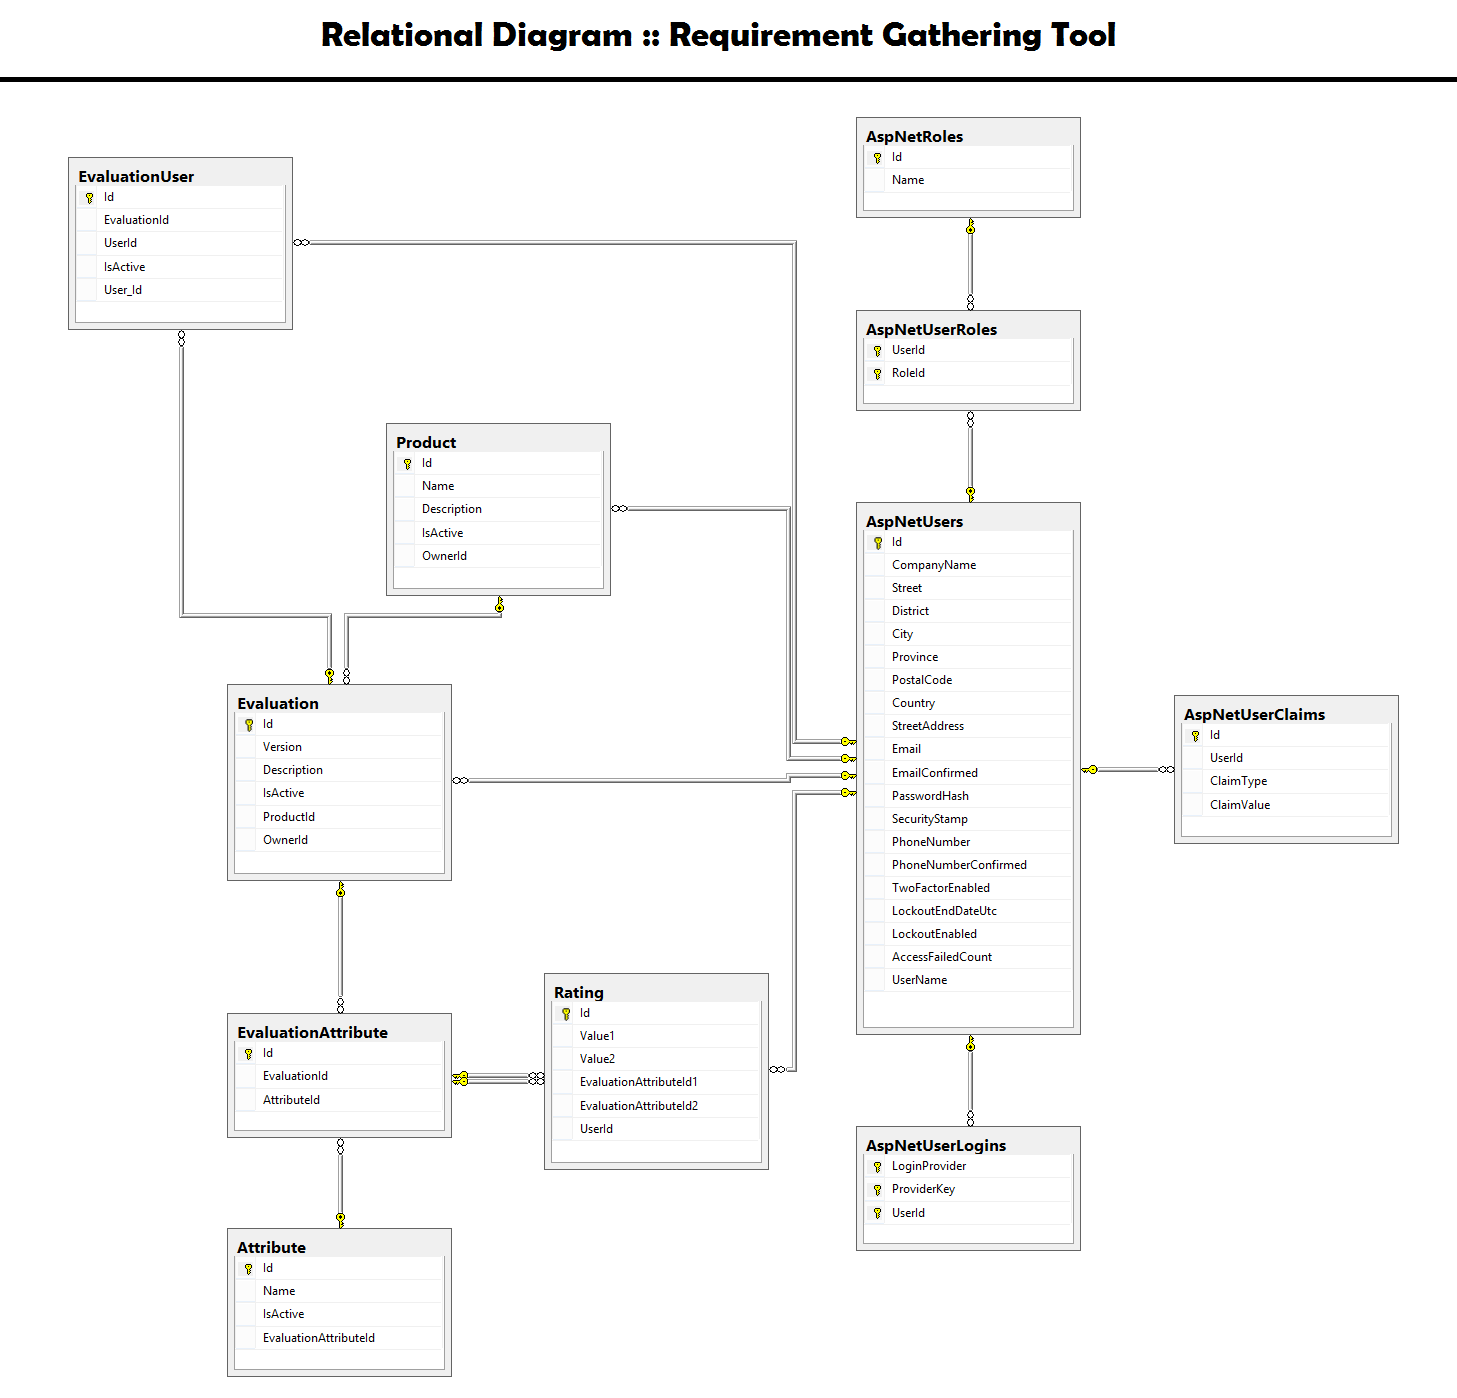 Relational Diagram :: Requirement Gathering Tool
EvaluationUser
Id
EvaluationId
UserId
IsActive
User_Id
Product
Id
Name
Description
IsActive
OwnerId
Evaluation
Id
Version
Description
IsActive
ProductId
OwnerId
EvaluationAttribute
Id
EvaluationId
AttributeId
Attribute
Id
Name
IsActive
EvaluationAttributeId
Rating
Id
Value1
Value2
EvaluationAttributeId1
EvaluationAttributeId2
UserId
AspNetRoles
Id
Name
AspNetUserRoles
UserId
RoleId
AspNetUsers
Id
CompanyName
Street
District
City
Province
PostalCode
Country
StreetAddress
Email
EmailConfirmed
PasswordHash
SecurityStamp
PhoneNumber
PhoneNumberConfirmed
TwoFactorEnabled
LockoutEndDateUtc
LockoutEnabled
AccessFailedCount
UserName
AspNetUserClaims
Id
UserId
ClaimType
ClaimValue
AspNetUserLogins
LoginProvider
ProviderKey
UserId